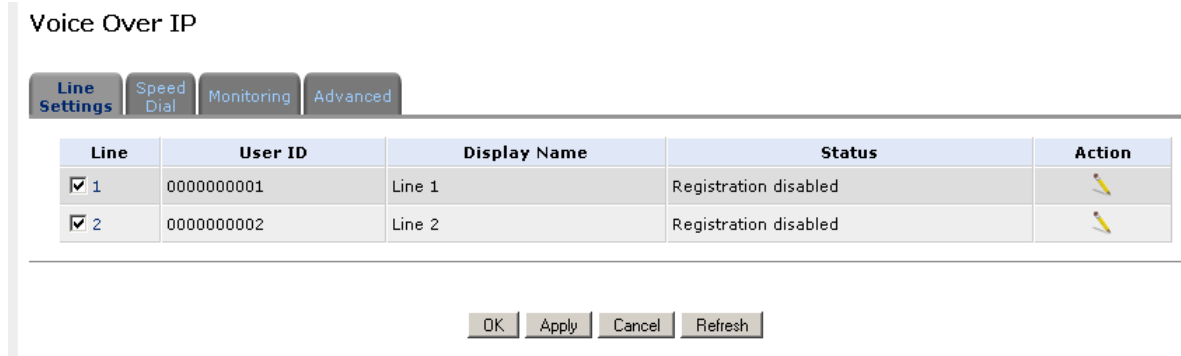 Voice Over IP
Line Settings Speed Dial Monitoring Advanced
Line User ID Display Name Status Action
1 0000000001 Line 1 Registration disabled
2 0000000002 Line 2 Registration disabled
OK Apply Cancel Refresh